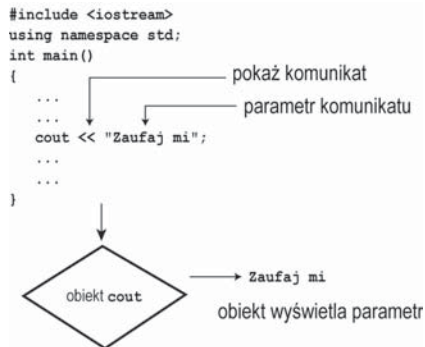 #include <iostream>
using namespace std;
int main()
{
pokaż komunikat
...
parametr komunikatu
...
cout << "Zaufaj mi";
...
...
}
obiekt cout
Zaufaj mi
obiekt wyświetla parametr